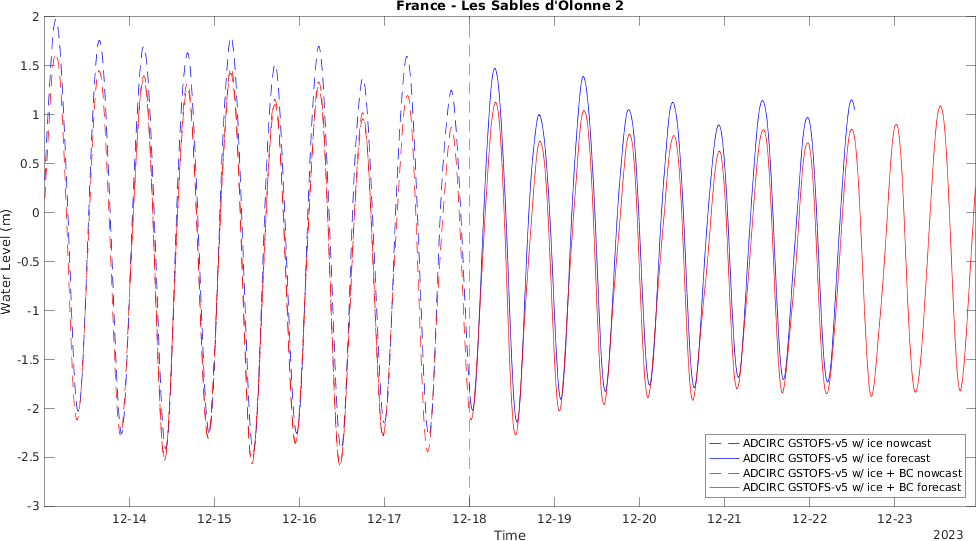 France - Les Sables d'Olonne 2
2
1.5
1
0.5
0
-0.5
-1
-1.5
-2
-2.5
-3
Water Level (m)
12-14 12-15 12-16 12-17 12-18 12-19 12-20 12-21 12-22 12-23
Time
2023
ADCIRC GSTOFS-v5 w/ ice nowcast
ADCIRC GSTOFS-v5 w/ ice forecast
ADCIRC GSTOFS-v5 w/ ice + BC nowcast
ADCIRC GSTOFS-v5 w/ ice + BC forecast